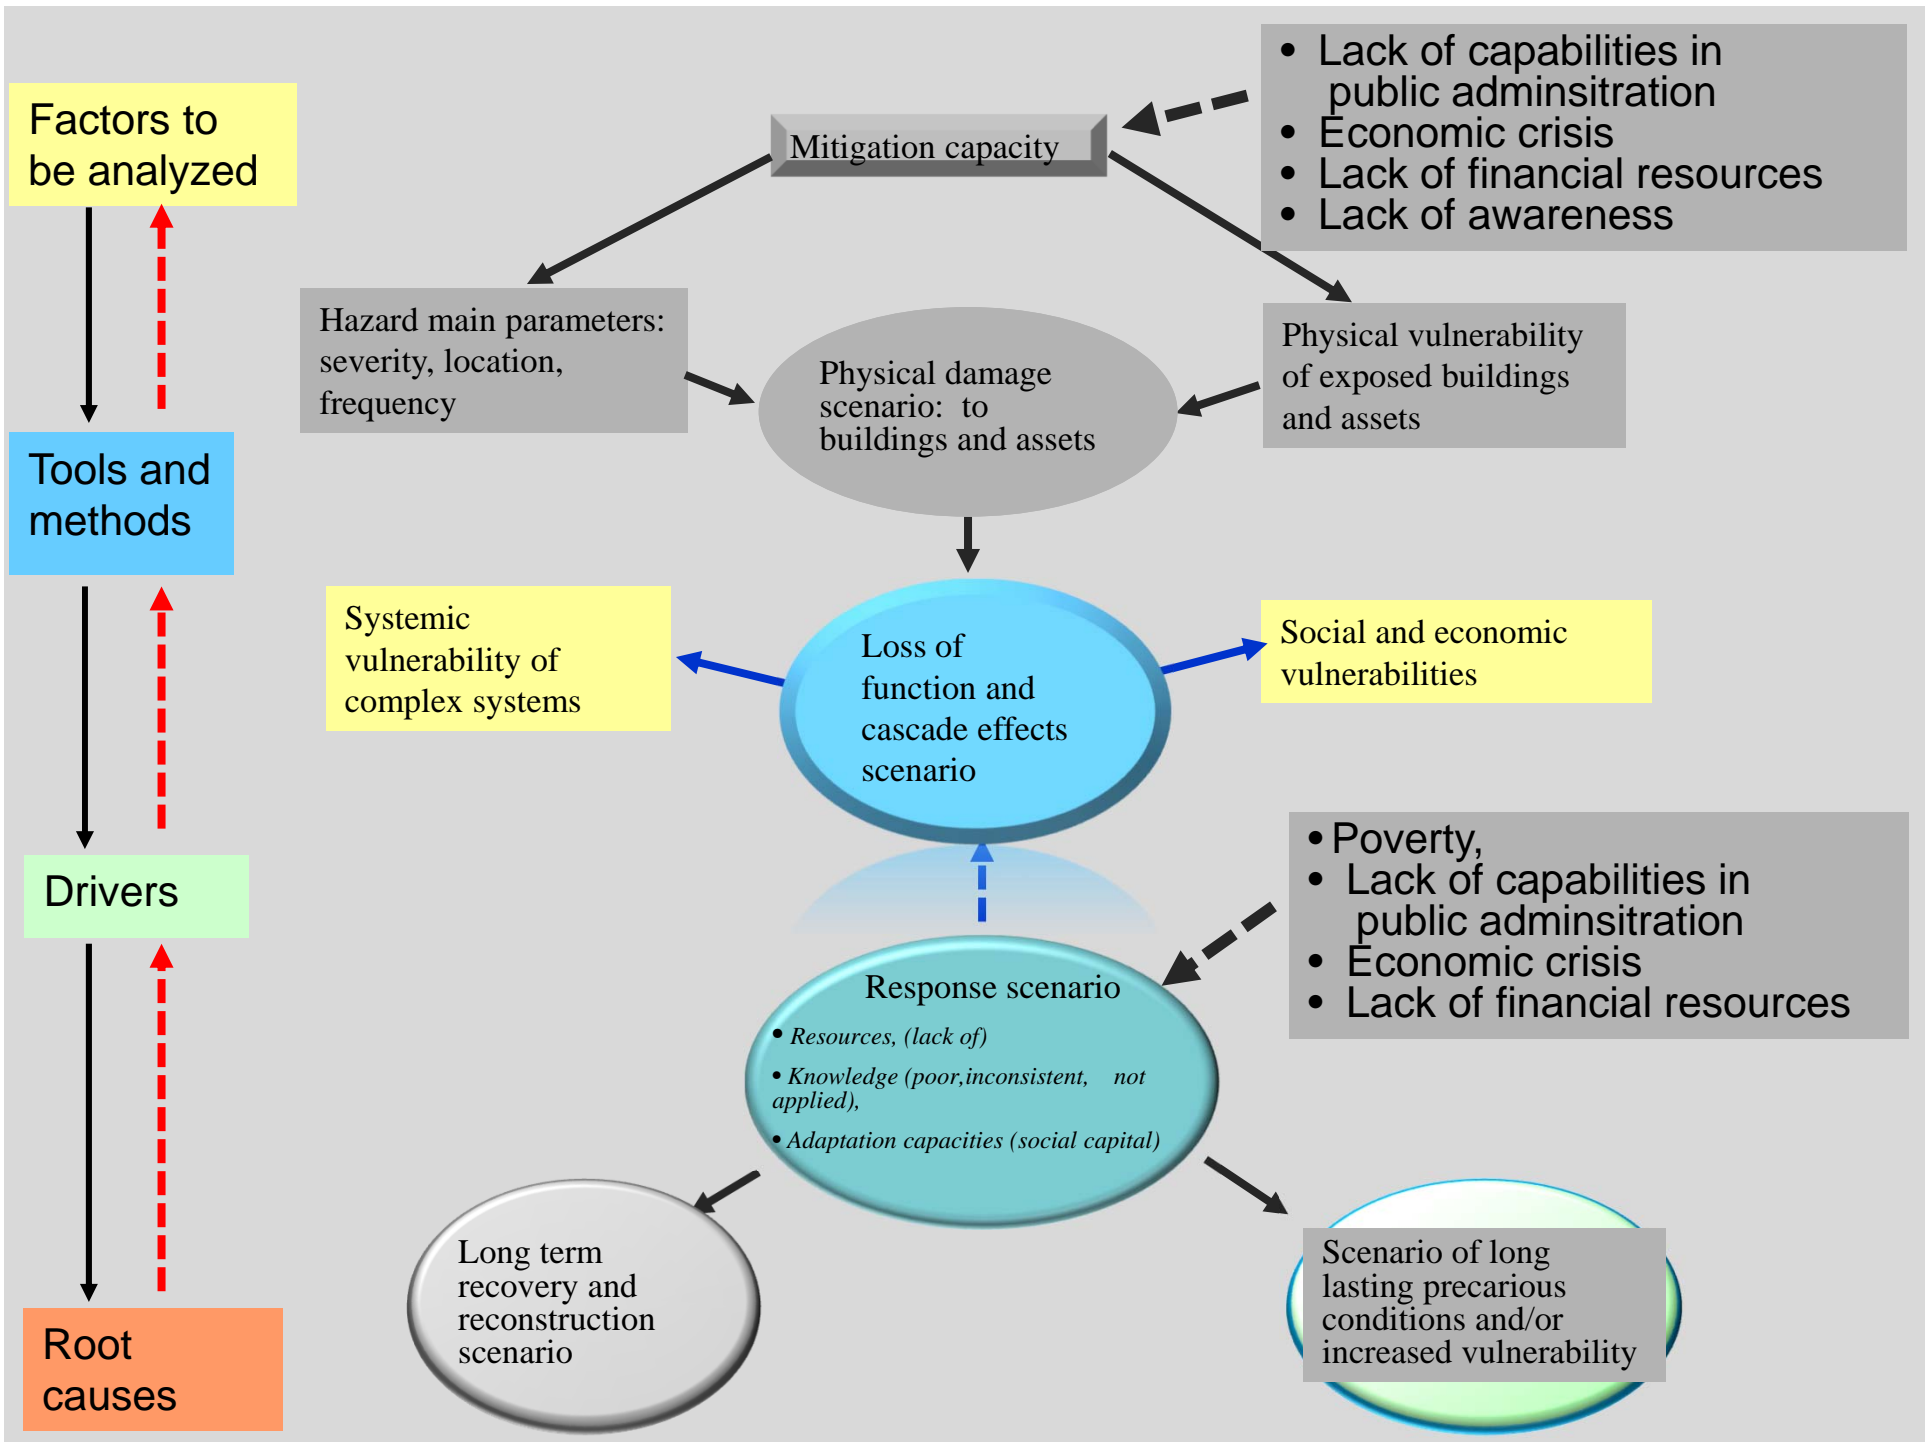 Factors to
be analyzed
Tools and
methods
Drivers
Root
causes
Mitigation capacity
• Lack of capabilities in
public adminsitration
• Economic crisis
• Lack of financial resources
• Lack of awareness
Hazard main parameters:
severity, location,
frequency
Physical damage
scenario: to
buildings and assets
Physical vulnerability
of exposed buildings
and assets
Systemic
vulnerability of
complex systems
Loss of
function and
cascade effects
scenario
Social and economic
vulnerabilities
• Poverty,
• Lack of capabilities in
public adminsitration
• Economic crisis
• Lack of financial resources
Response scenario
• Resources, (lack of)
• Knowledge (poor,inconsistent, not
applied),
• Adaptation capacities (social capital)
Long term
recovery and
reconstruction
scenario
Scenario of long
lasting precarious
conditions and/or
increased vulnerability